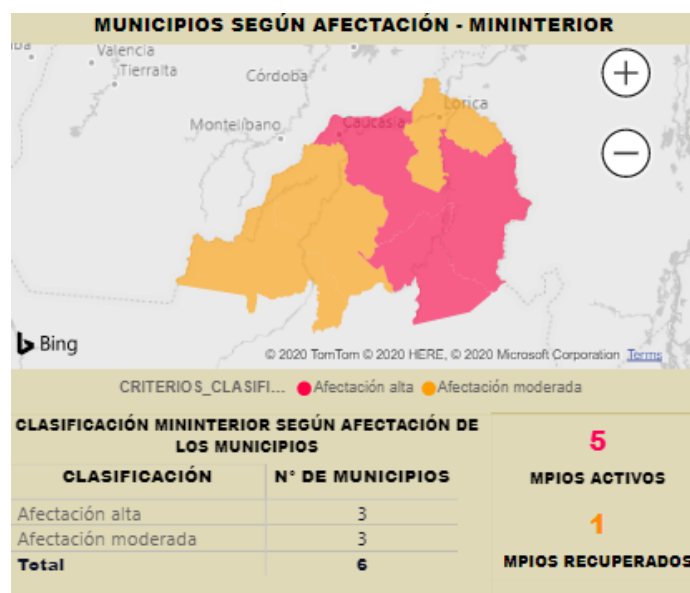 MUNICIPIOS SEGÚN AFECTACIÓN - MININTERIOR
Valencia
Tierralta
Córdoba
Lorica
Montelíbano
Caucasia
Bing
© 2020 TomTom © 2020 HERE, © 2020 Microsoft Corporation Terms
CRITERIOS_CLASIFI... Afectación alta Afectación moderada
CLASIFICACIÓN MININTERIOR SEGÚN AFECTACIÓN DE
LOS MUNICIPIOS
CLASIFICACIÓN N° DE MUNICIPIOS
Afectación alta 3
Afectación moderada 3
Total 6
5
MPIOS ACTIVOS
1
MPIOS RECUPERADOS